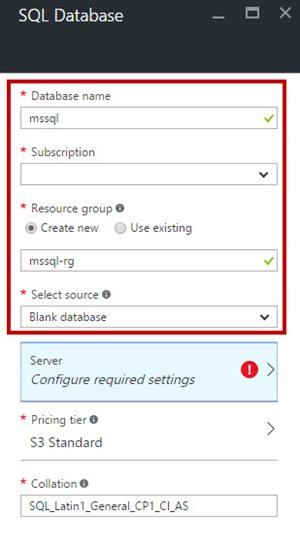 SQL Database
* Database name
mssql
* Subscription
* Resource group
Create new Use existing
mssql-rg
* Select source
Blank database
Server
Configure required settings
* Pricing tier
S3 Standard
* Collation
SQL_Latin1_General_CP1_CI_AS